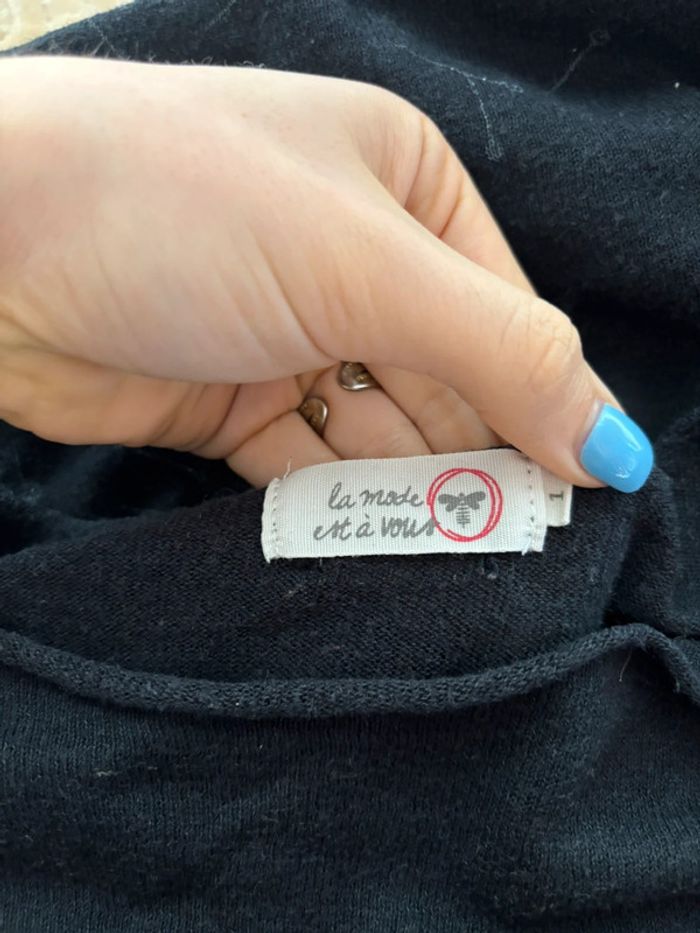 la mode
est à vous
1